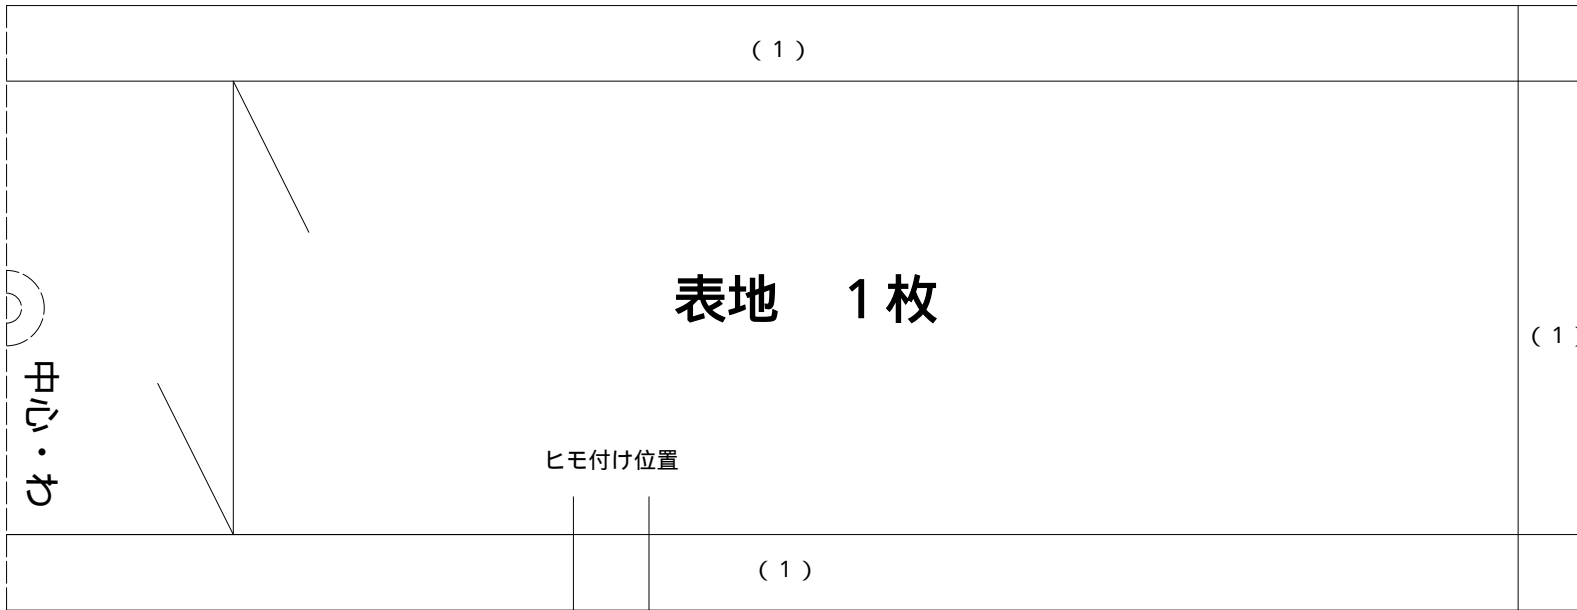 （１）
表地　１枚
（１）
中心・わ
ヒモ付け位置
（１）